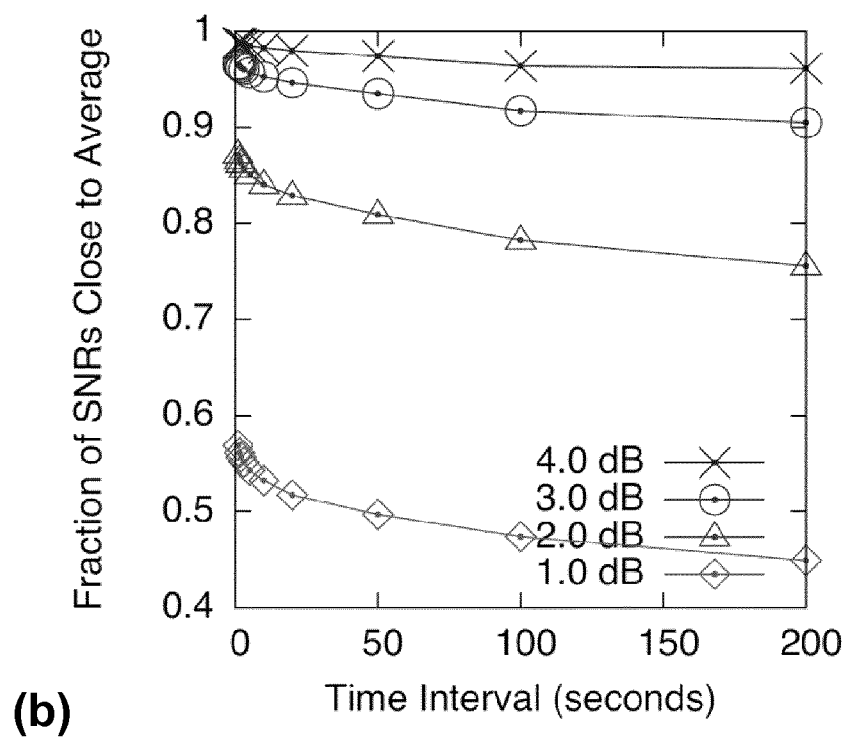 Fraction of SNRs Close to Average
1
0.9
0.8
0.7
0.6
0.5
0.4
4.0 dB
3.0 dB
2.0 dB
1.0 dB
0 50 100 150 200
Time Interval (seconds)
(b)